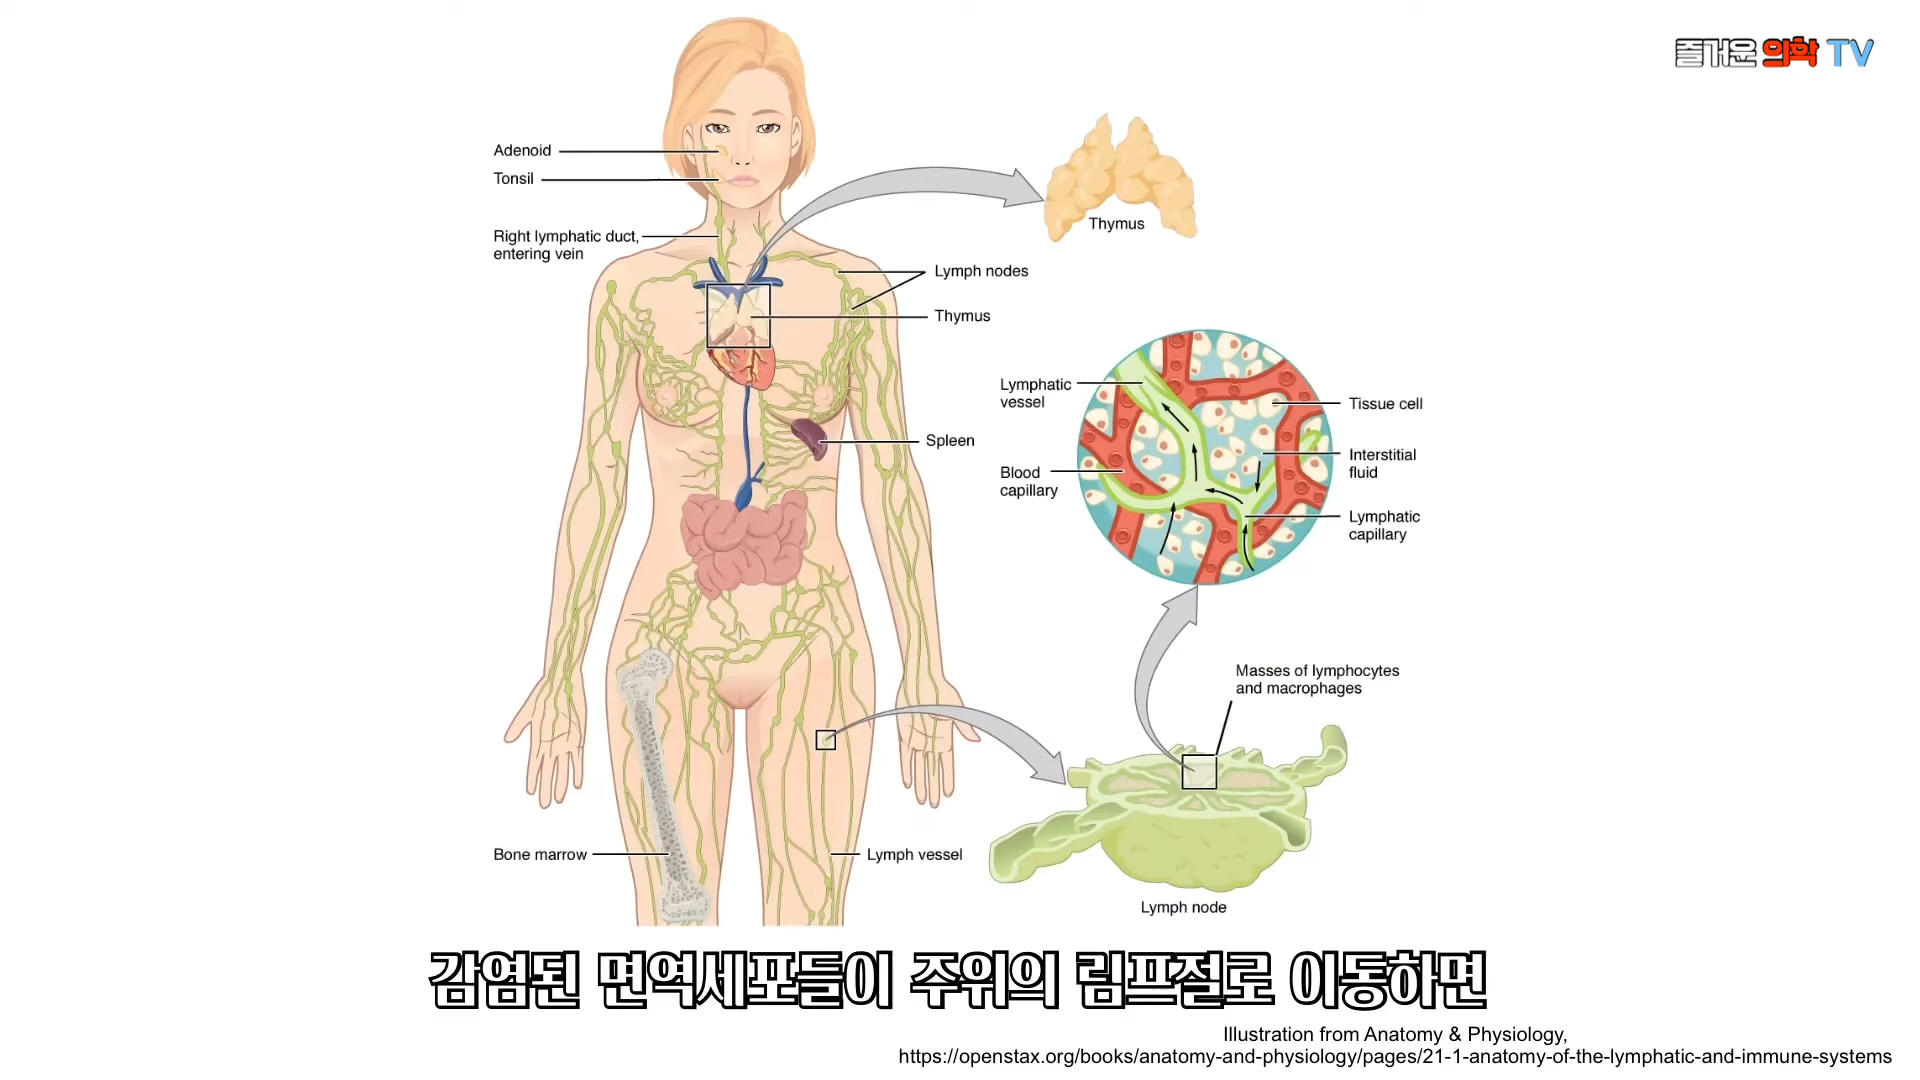 즐거운 의학 TV
Adenoid
Tonsil
Right lymphatic duct,
entering vein
Thymus
Lymph nodes
Thymus
Spleen
Lymphatic
vessel
Blood
capillary
Tissue cell
Interstitial
fluid
Lymphatic
capillary
Masses of lymphocytes
and macrophages
Bone marrow
Lymph vessel
Lymph node
감염된 면역세포들이 주위의 림프절로 이동하면
Illustration from Anatomy & Physiology,
https://openstax.org/books/anatomy-and-physiology/pages/21-1-anatomy-of-the-lymphatic-and-immune-systems